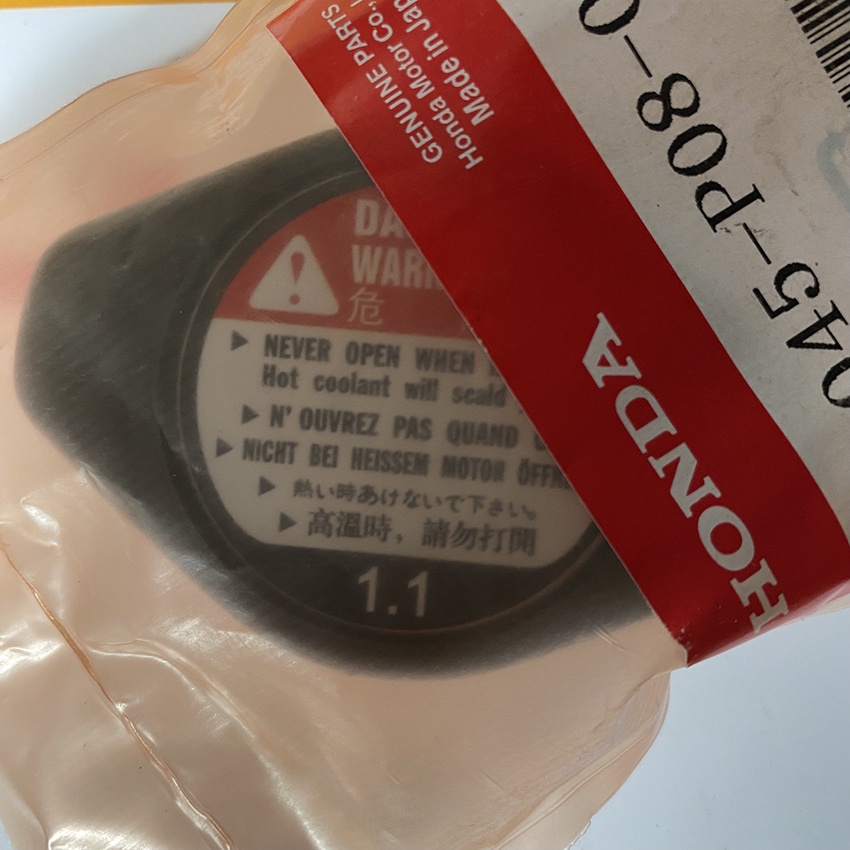 GENUINE PARTS
Honda Motor Co.,
Made in Jap
045-P08-0
HONDA
DA
WARN
危
NEVER OPEN WHEN
Hot coolant will scald
N' OUVREZ PAS QUAND
NICHT BEI HEISSEM MOTOR ÖFFN
熱い時あけないで下さい。
高溫時，請勿打開
1.1